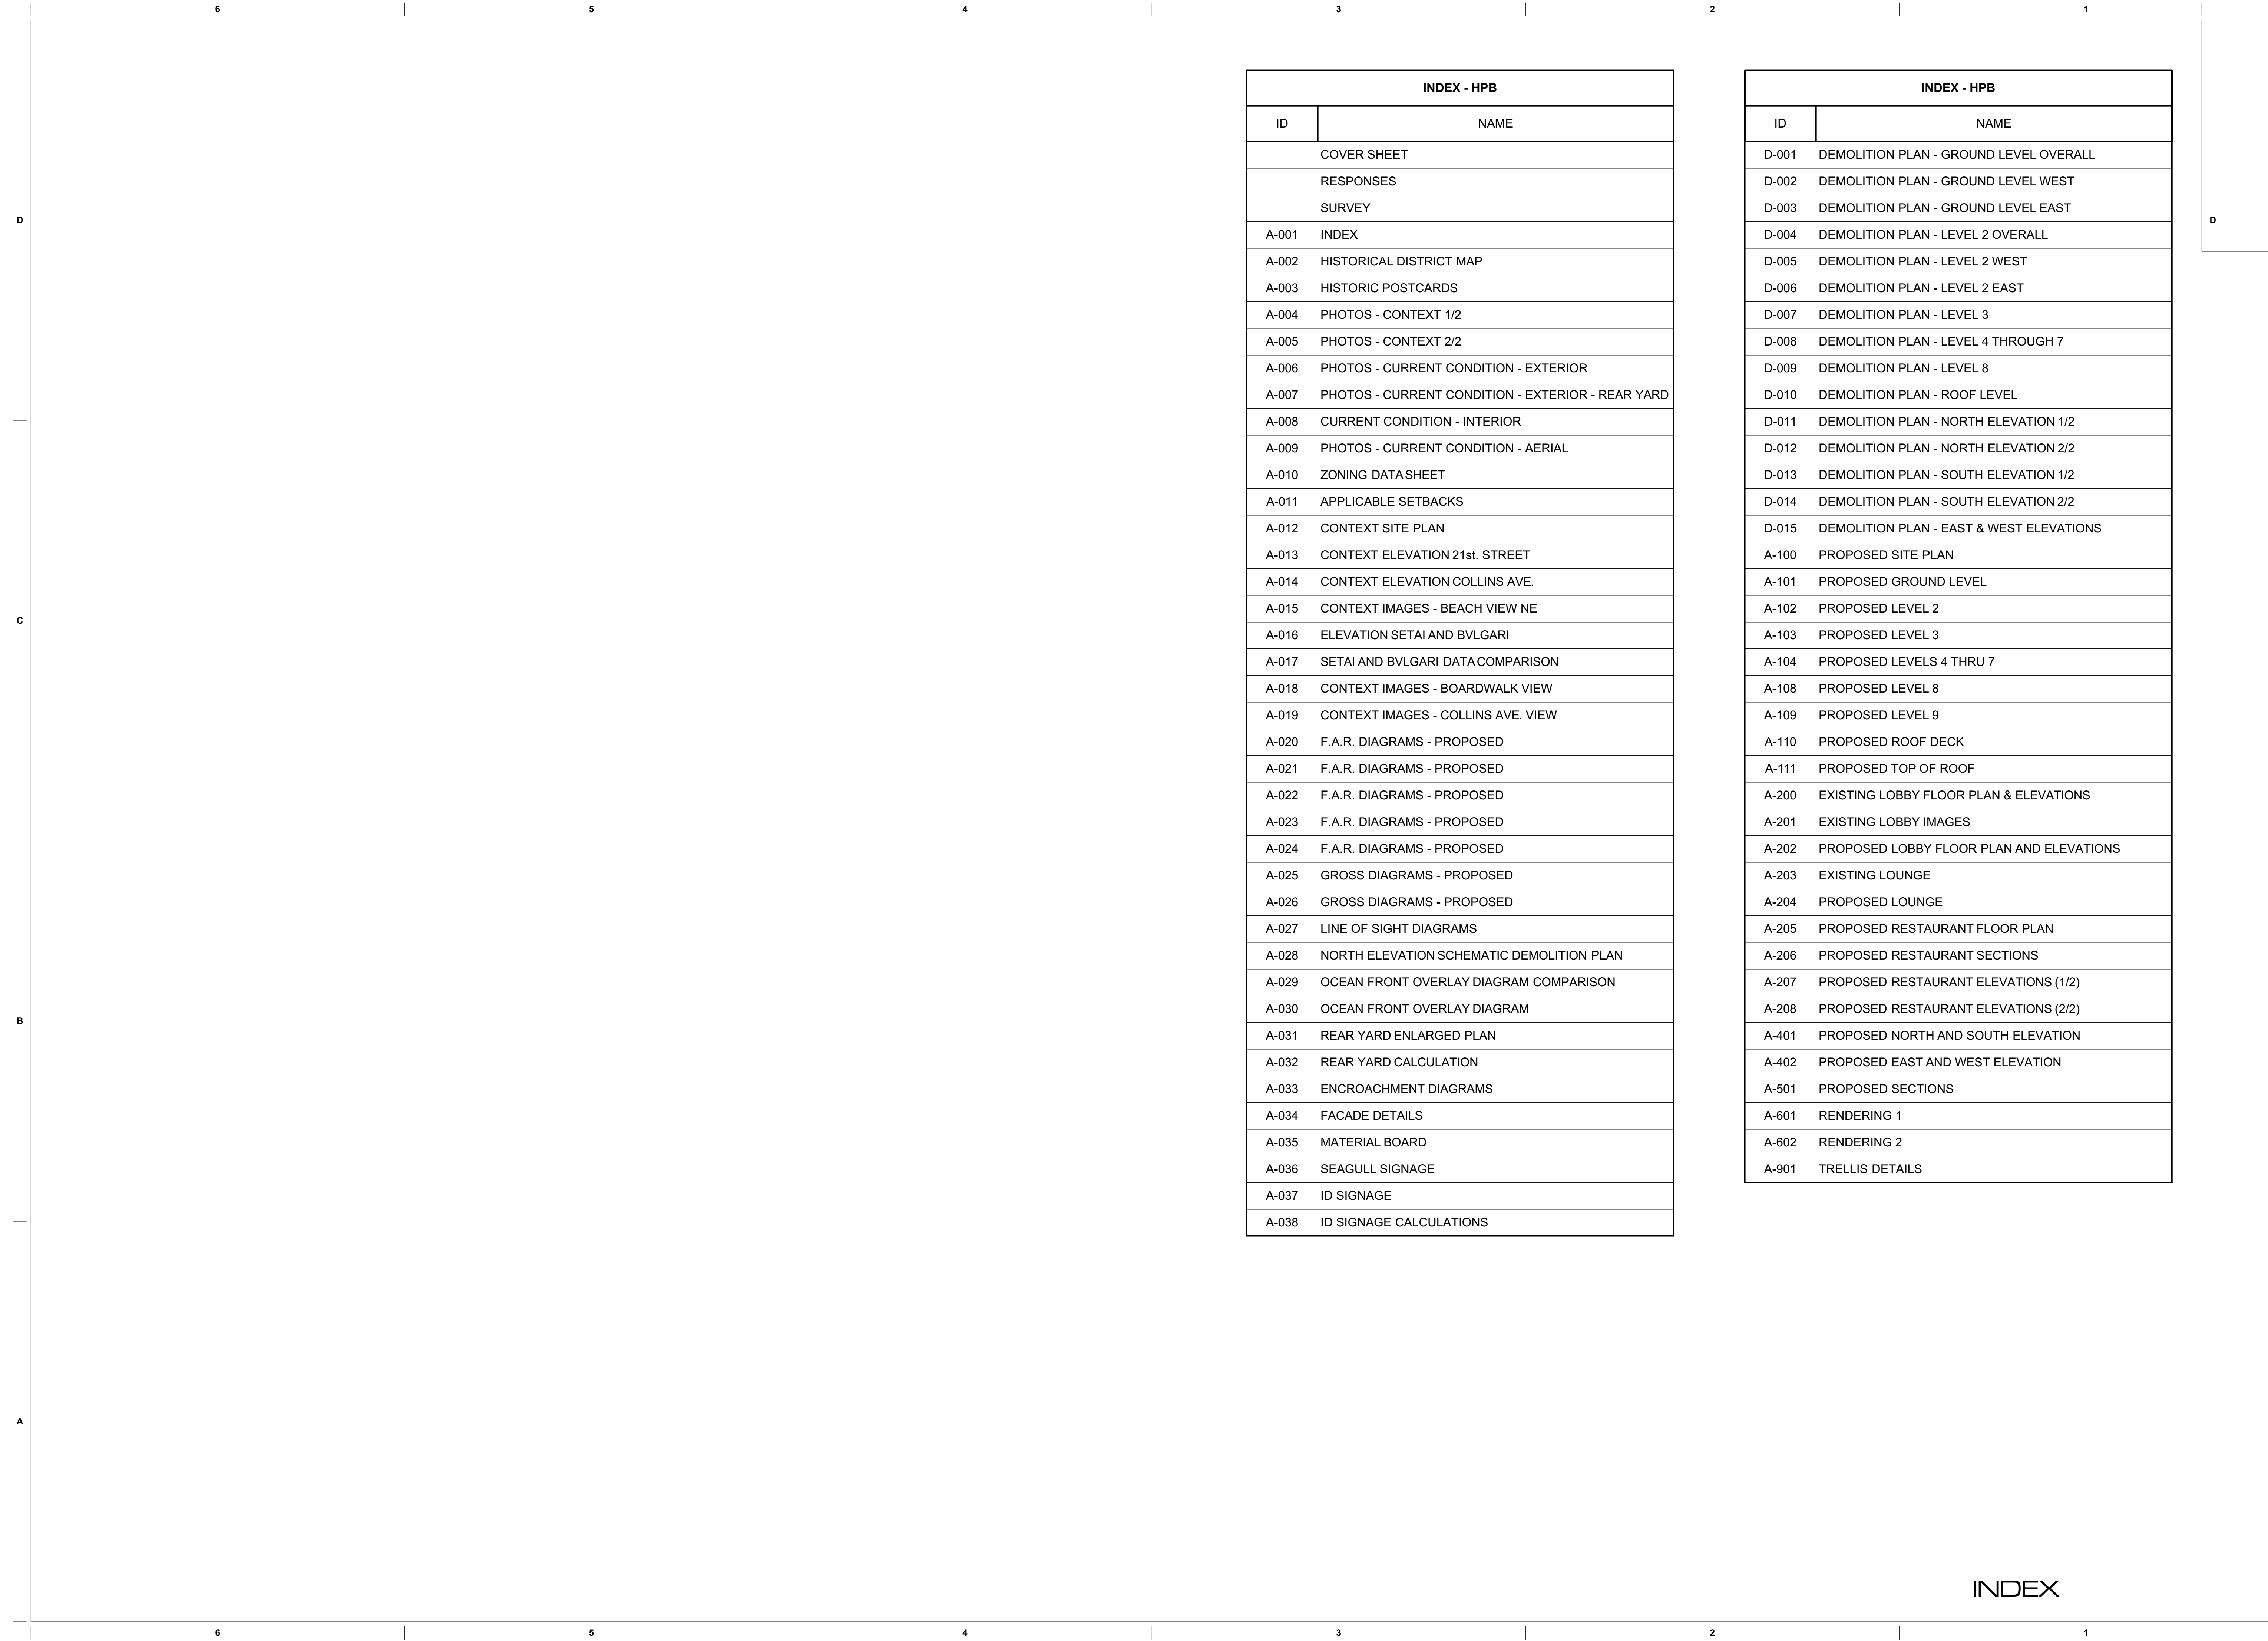 6 5 4 3 2 1
INDEX - HPB
ID NAME
COVER SHEET
RESPONSES
SURVEY
A-001 INDEX
A-002 HISTORICAL DISTRICT MAP
A-003 HISTORIC POSTCARDS
A-004 PHOTOS - CONTEXT 1/2
A-005 PHOTOS - CONTEXT 2/2
A-006 PHOTOS - CURRENT CONDITION - EXTERIOR
A-007 PHOTOS - CURRENT CONDITION - EXTERIOR - REAR YARD
A-008 CURRENT CONDITION - INTERIOR
A-009 PHOTOS - CURRENT CONDITION - AERIAL
A-010 ZONING DATA SHEET
A-011 APPLICABLE SETBACKS
A-012 CONTEXT SITE PLAN
A-013 CONTEXT ELEVATION 21st. STREET
A-014 CONTEXT ELEVATION COLLINS AVE.
A-015 CONTEXT IMAGES - BEACH VIEW NE
A-016 ELEVATION SETAI AND BVLGARI
A-017 SETAI AND BVLGARI DATA COMPARISON
A-018 CONTEXT IMAGES - BOARDWALK VIEW
A-019 CONTEXT IMAGES - COLLINS AVE. VIEW
A-020 F.A.R. DIAGRAMS - PROPOSED
A-021 F.A.R. DIAGRAMS - PROPOSED
A-022 F.A.R. DIAGRAMS - PROPOSED
A-023 F.A.R. DIAGRAMS - PROPOSED
A-024 F.A.R. DIAGRAMS - PROPOSED
A-025 GROSS DIAGRAMS - PROPOSED
A-026 GROSS DIAGRAMS - PROPOSED
A-027 LINE OF SIGHT DIAGRAMS
A-028 NORTH ELEVATION SCHEMATIC DEMOLITION PLAN
A-029 OCEAN FRONT OVERLAY DIAGRAM COMPARISON
A-030 OCEAN FRONT OVERLAY DIAGRAM
A-031 REAR YARD ENLARGED PLAN
A-032 REAR YARD CALCULATION
A-033 ENCROACHMENT DIAGRAMS
A-034 FACADE DETAILS
A-035 MATERIAL BOARD
A-036 SEAGULL SIGNAGE
A-037 ID SIGNAGE
A-038 ID SIGNAGE CALCULATIONS
INDEX - HPB
ID NAME
D-001 DEMOLITION PLAN - GROUND LEVEL OVERALL
D-002 DEMOLITION PLAN - GROUND LEVEL WEST
D-003 DEMOLITION PLAN - GROUND LEVEL EAST
D-004 DEMOLITION PLAN - LEVEL 2 OVERALL
D-005 DEMOLITION PLAN - LEVEL 2 WEST
D-006 DEMOLITION PLAN - LEVEL 2 EAST
D-007 DEMOLITION PLAN - LEVEL 3
D-008 DEMOLITION PLAN - LEVEL 4 THROUGH 7
D-009 DEMOLITION PLAN - LEVEL 8
D-010 DEMOLITION PLAN - ROOF LEVEL
D-011 DEMOLITION PLAN - NORTH ELEVATION 1/2
D-012 DEMOLITION PLAN - NORTH ELEVATION 2/2
D-013 DEMOLITION PLAN - SOUTH ELEVATION 1/2
D-014 DEMOLITION PLAN - SOUTH ELEVATION 2/2
D-015 DEMOLITION PLAN - EAST & WEST ELEVATIONS
A-100 PROPOSED SITE PLAN
A-101 PROPOSED GROUND LEVEL
A-102 PROPOSED LEVEL 2
A-103 PROPOSED LEVEL 3
A-104 PROPOSED LEVELS 4 THRU 7
A-108 PROPOSED LEVEL 8
A-109 PROPOSED LEVEL 9
A-110 PROPOSED ROOF DECK
A-111 PROPOSED TOP OF ROOF
A-200 EXISTING LOBBY FLOOR PLAN & ELEVATIONS
A-201 EXISTING LOBBY IMAGES
A-202 PROPOSED LOBBY FLOOR PLAN AND ELEVATIONS
A-203 EXISTING LOUNGE
A-204 PROPOSED LOUNGE
A-205 PROPOSED RESTAURANT FLOOR PLAN
A-206 PROPOSED RESTAURANT SECTIONS
A-207 PROPOSED RESTAURANT ELEVATIONS (1/2)
A-208 PROPOSED RESTAURANT ELEVATIONS (2/2)
A-401 PROPOSED NORTH AND SOUTH ELEVATION
A-402 PROPOSED EAST AND WEST ELEVATION
A-501 PROPOSED SECTIONS
A-601 RENDERING 1
A-602 RENDERING 2
A-901 TRELLIS DETAILS
D D
C
B
A
INDEX
6 5 4 3 2 1